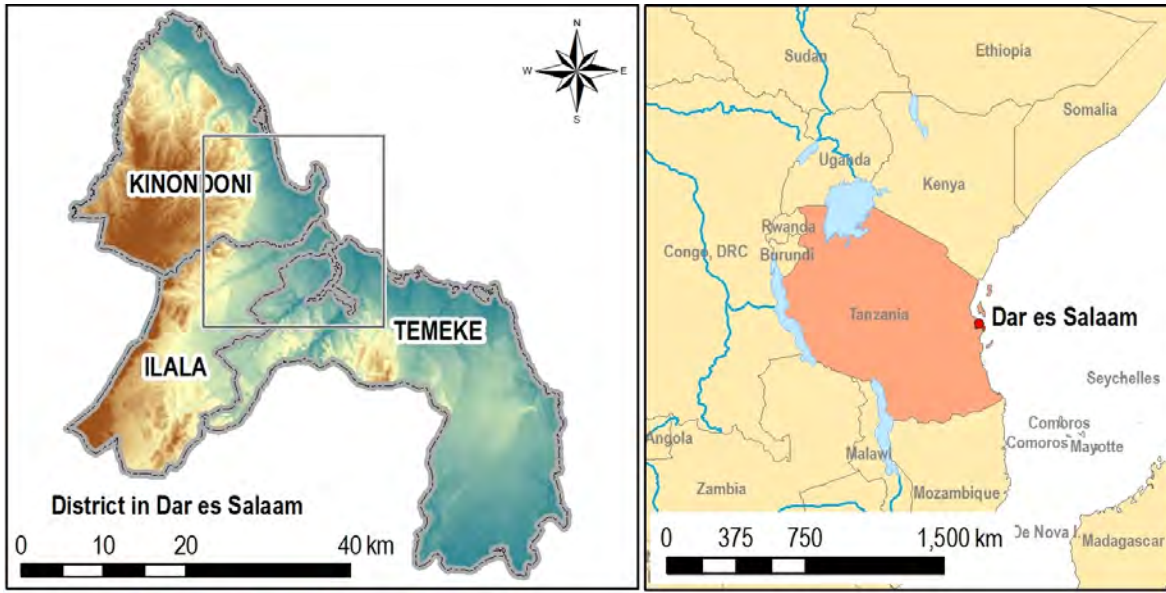 N
W
E
S
KINONDONI
TEMEKE
ILALA
District in Dar es Salaam
0 10 20 40 km
Sudan
Ethiopia
Somalia
Uganda
Kenya
Rwanda
Congo, DRC
Burundi
Tanzania
Dar es Salaam
Seychelles
Combros
Comoros
Mayotte
Angola
Malawi
Zambia
Mozambique
De Nova I
Madagascar
0 375 750 1,500 km